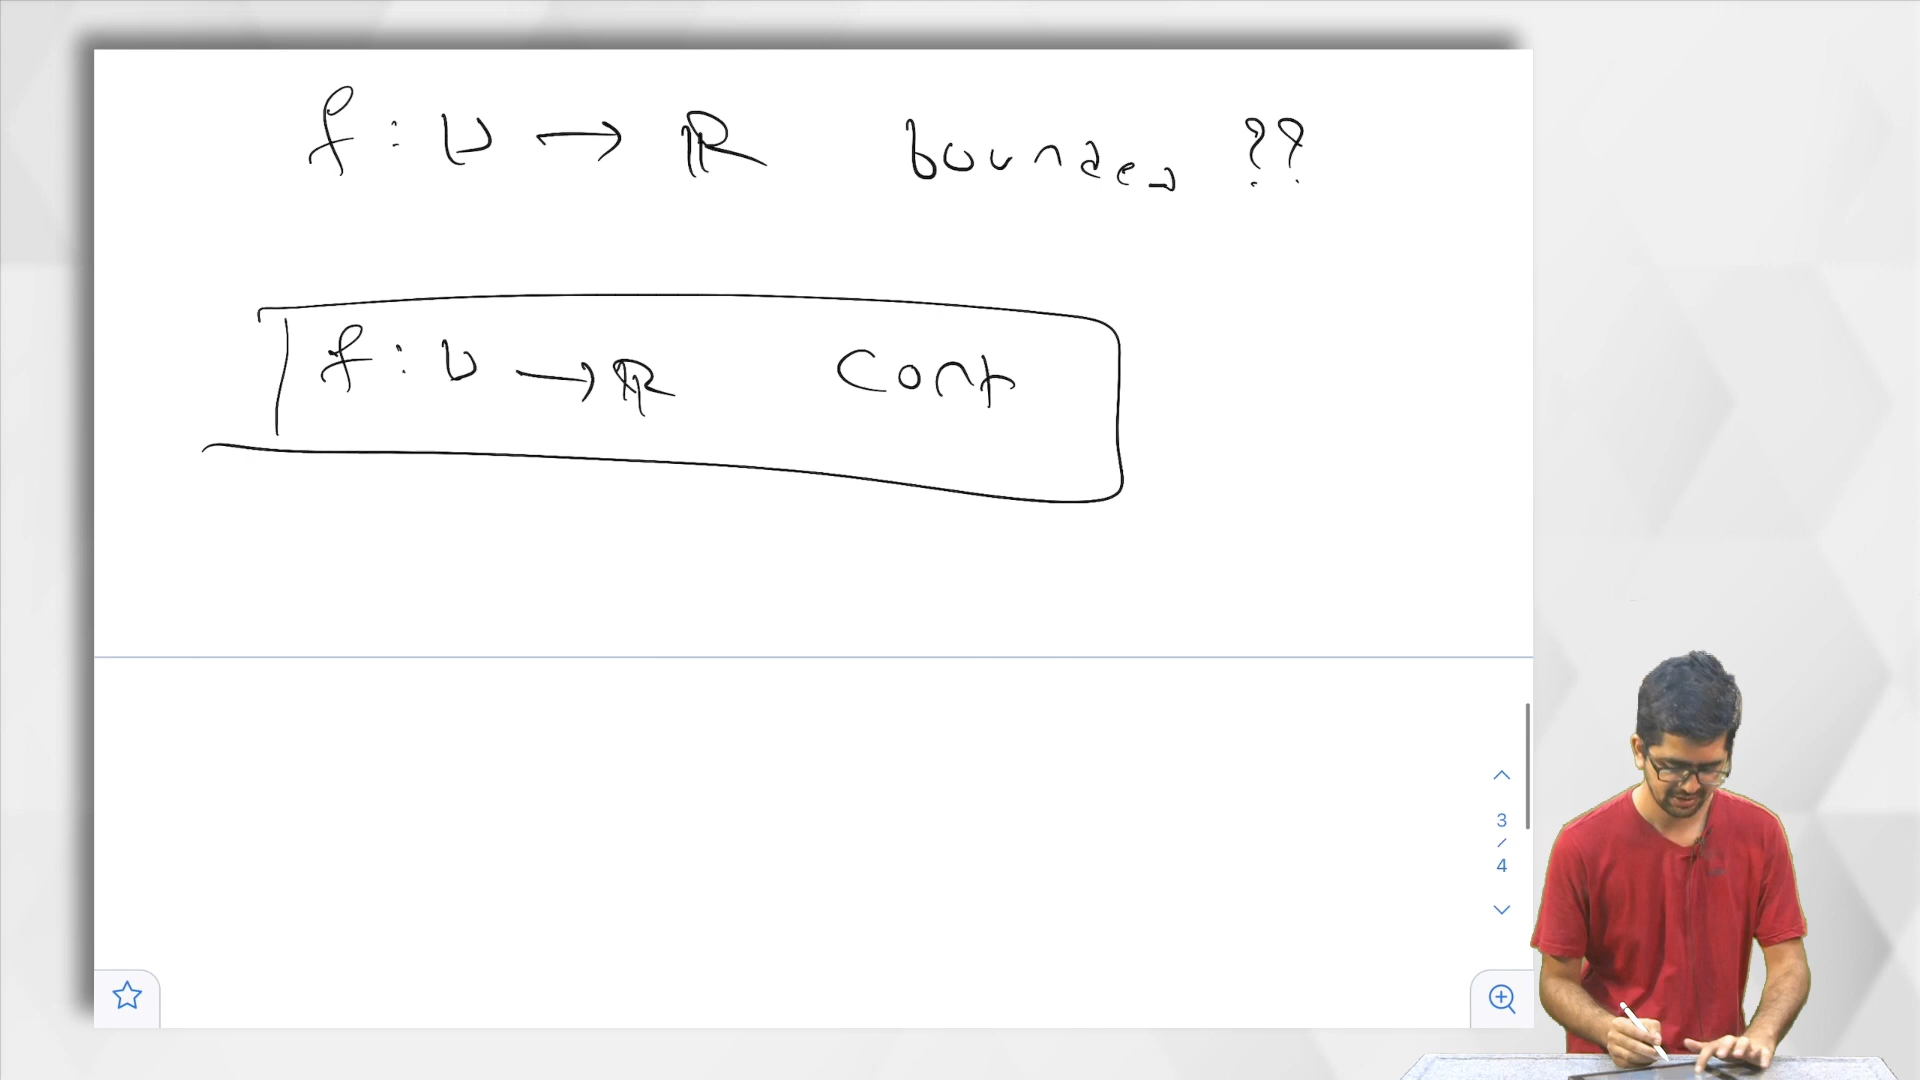 f : U → ℝ bounded ??
f : U → ℝ Cont
3
/
4